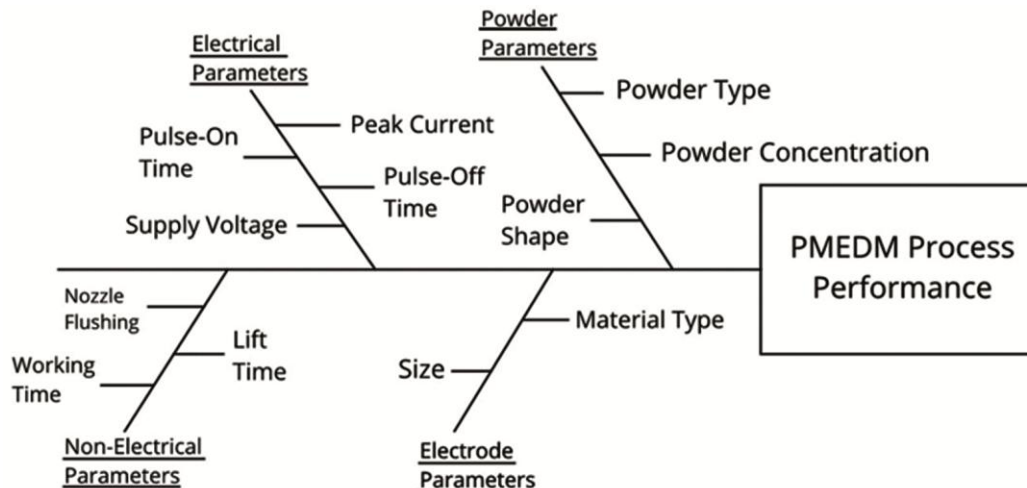 Electrical
Parameters
Peak Current
Pulse-On
Time
Pulse-Off
Time
Supply Voltage
Powder
Parameters
Powder Type
Powder Concentration
Powder
Shape
PMEDM Process
Performance
Nozzle
Flushing
Lift
Time
Working
Time
Non-Electrical
Parameters
Material Type
Size
Electrode
Parameters